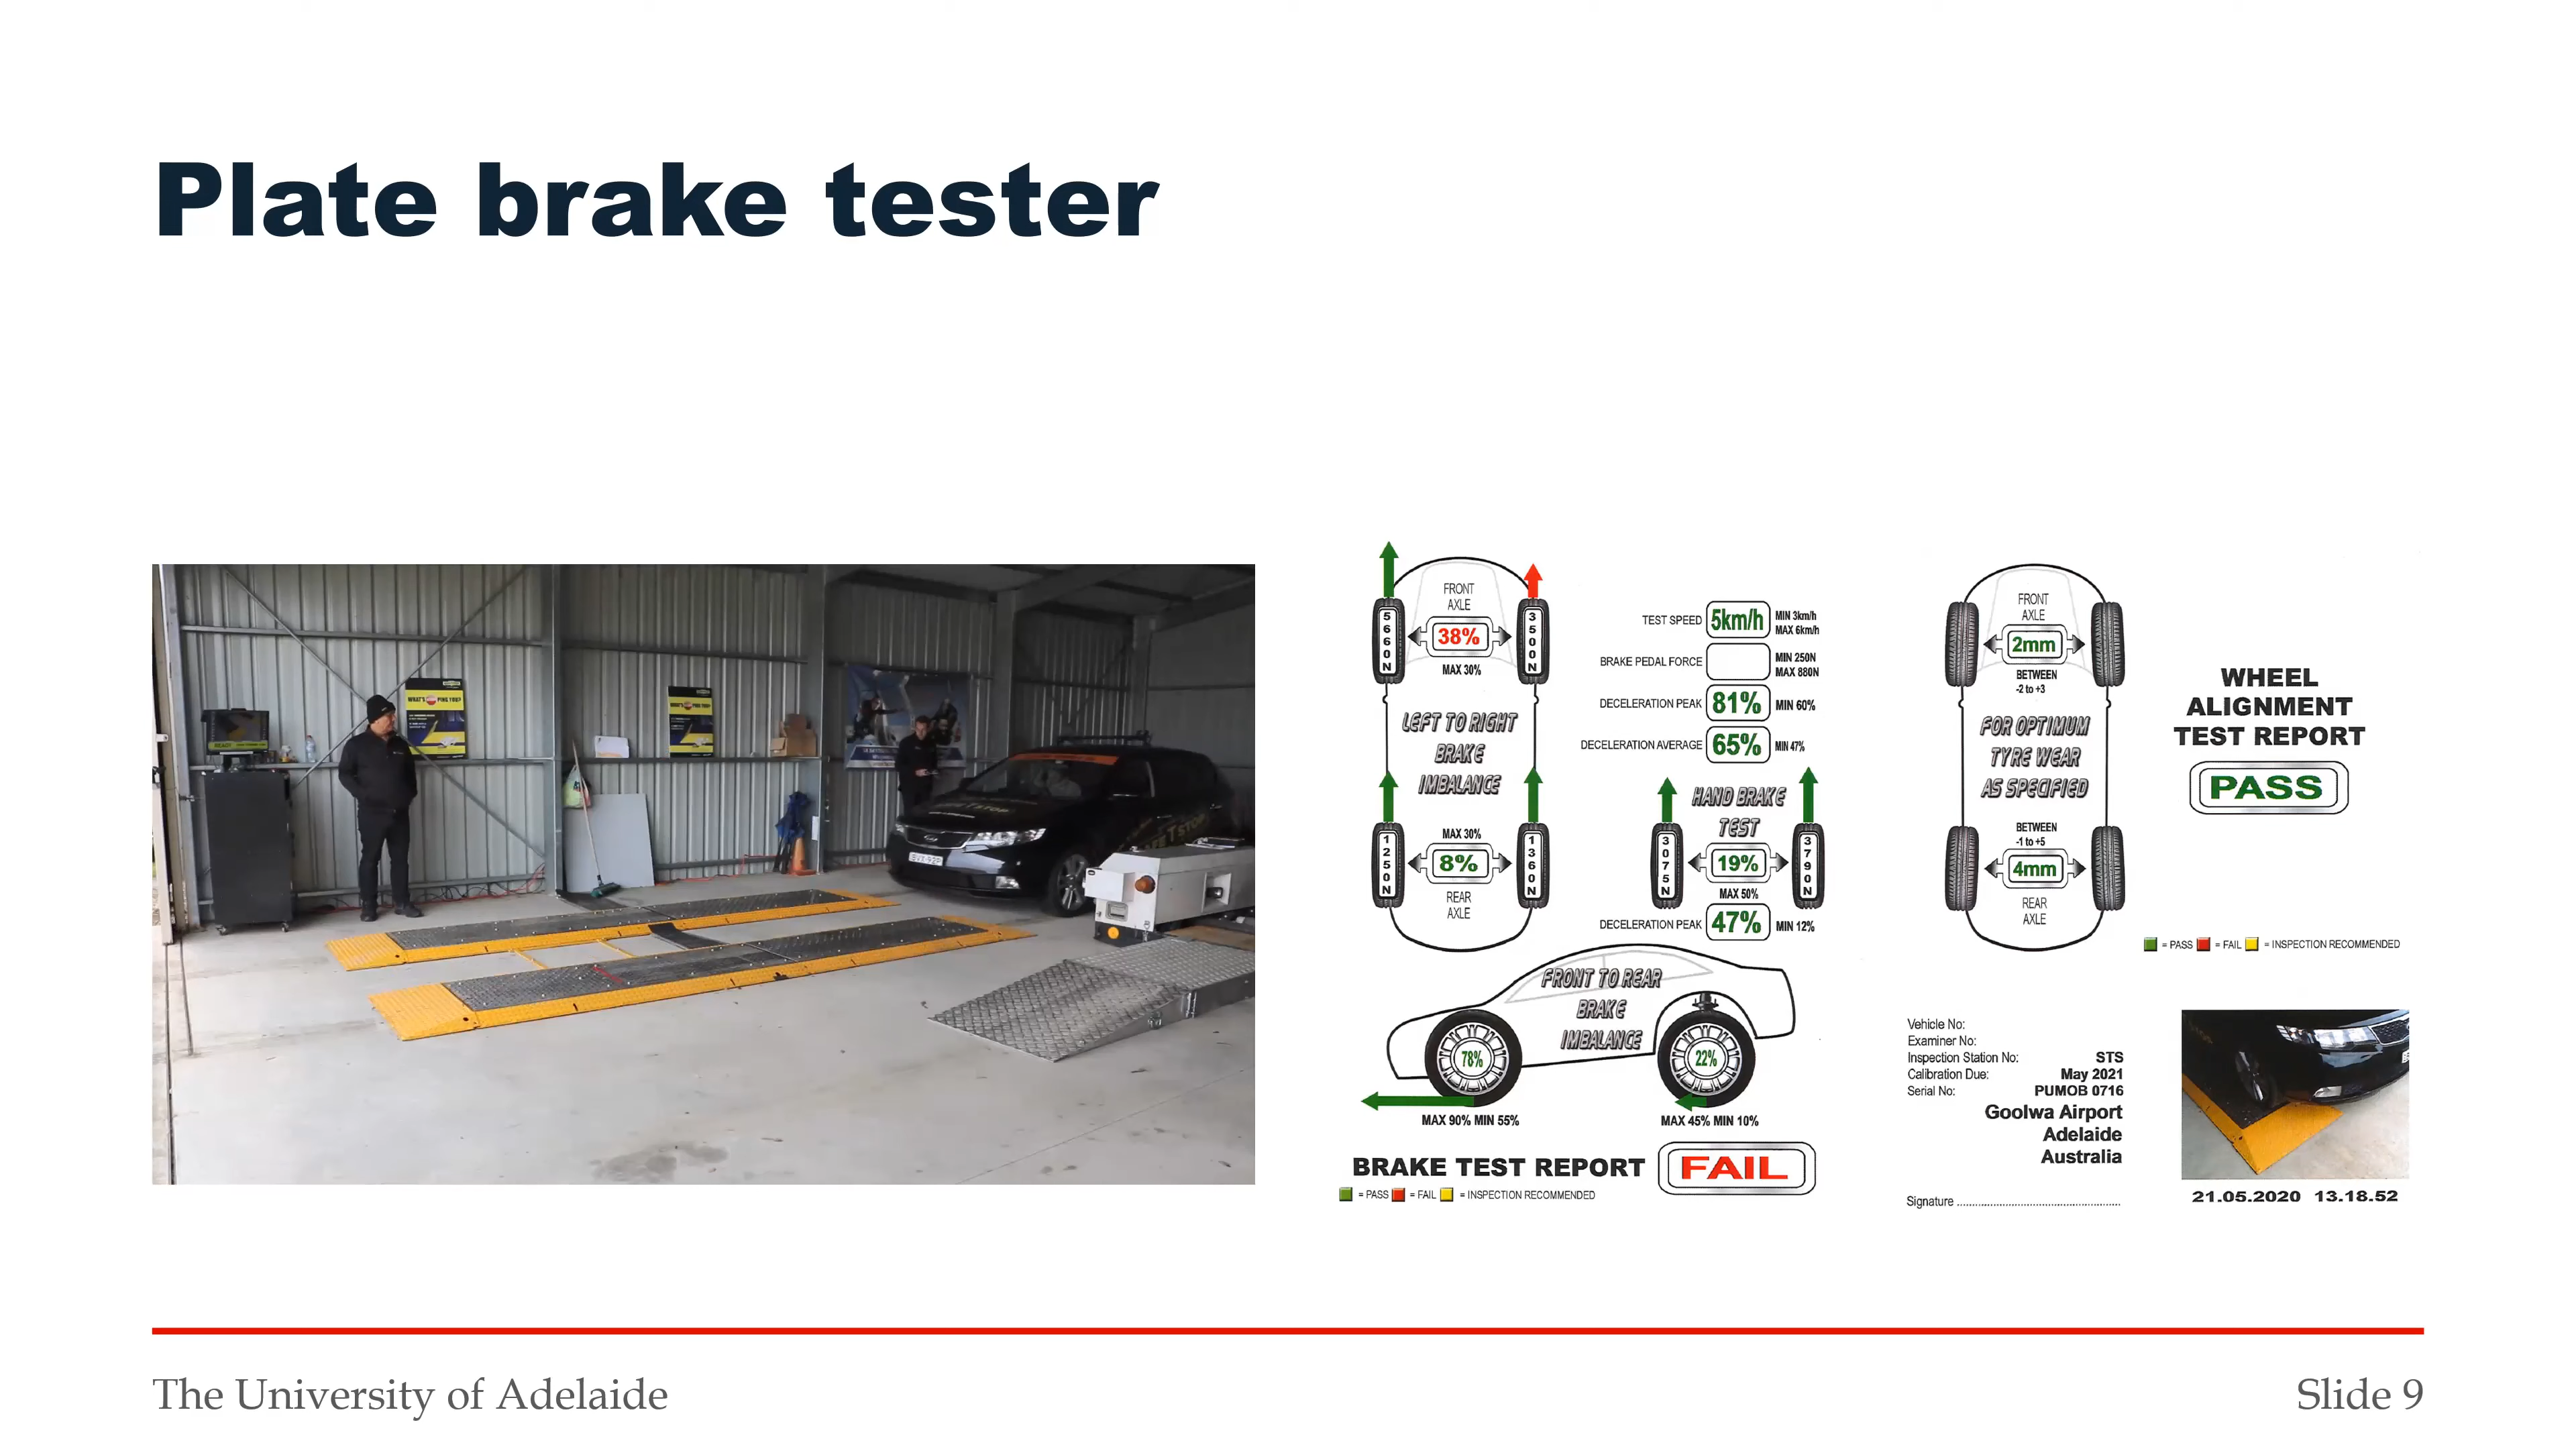 Plate brake tester
FRONT
AXLE
5660N
38%
3500N
MAX 30%
LEFT TO RIGHT
BRAKE
IMBALANCE
MAX 30%
1250N
8%
1360N
REAR
AXLE
TEST SPEED 5km/h MIN 3km/h
MAX 6km/h
BRAKE PEDAL FORCE MIN 250N
MAX 880N
DECELERATION PEAK 81% MIN 60%
DECELERATION AVERAGE 65% MIN 47%
HAND BRAKE
TEST
3075N
19%
3790N
MAX 50%
DECELERATION PEAK 47% MIN 12%
FRONT TO REAR
BRAKE
IMBALANCE
78%
22%
MAX 90% MIN 55%
MAX 45% MIN 10%
BRAKE TEST REPORT FAIL
= PASS = FAIL = INSPECTION RECOMMENDED
FRONT
AXLE
2mm
BETWEEN
-2 to +3
FOR OPTIMUM
TYRE WEAR
AS SPECIFIED
BETWEEN
-1 to +5
4mm
REAR
AXLE
WHEEL
ALIGNMENT
TEST REPORT
PASS
= PASS = FAIL = INSPECTION RECOMMENDED
Vehicle No:
Examiner No:
Inspection Station No: STS
Calibration Due: May 2021
Serial No: PUMOB 0716
Goolwa Airport
Adelaide
Australia
Signature
21.05.2020 13.18.52
The University of Adelaide
Slide 9